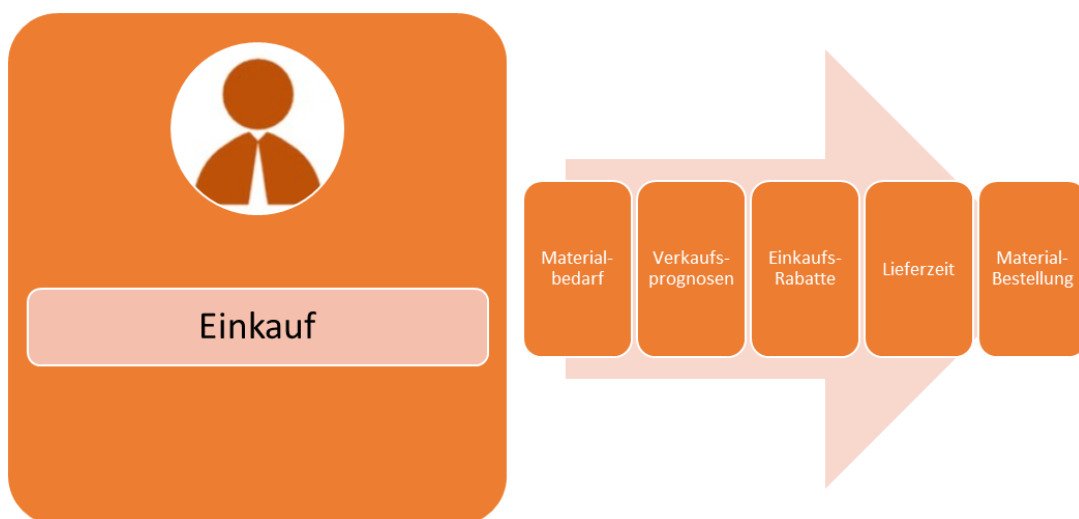 Einkauf
Material-
bedarf
Verkaufs-
prognosen
Einkaufs-
Rabatte
Lieferzeit
Material-
Bestellung